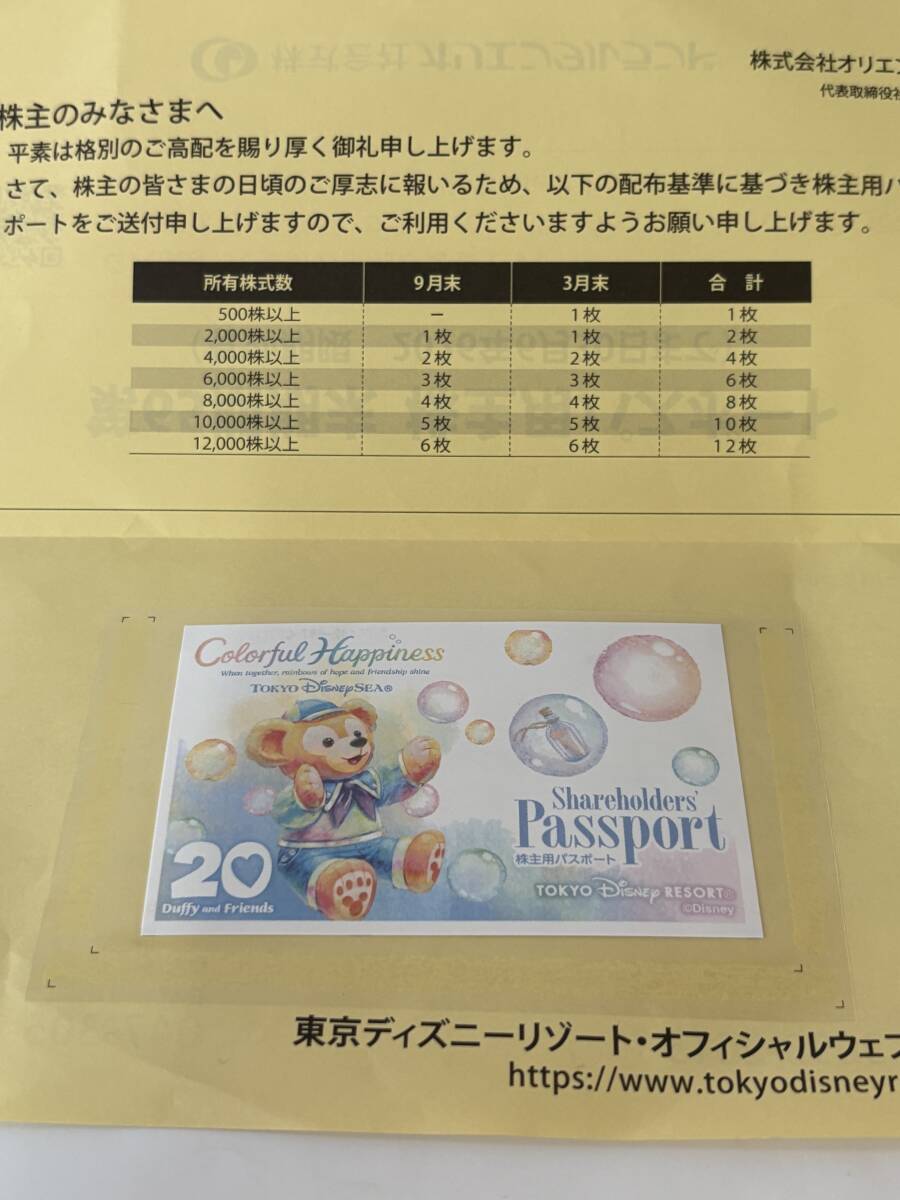 株式会社オリエ
代表取締役社
株主のみなさまへ
平素は格別のご高配を賜り厚く御礼申し上げます。
さて、株主の皆さまの日頃のご厚志に報いるため、以下の配布基準に基づき株主用パ
ポートをご送付申し上げますので、ご利用くださいますようお願い申し上げます。
所有株式数 9月末 3月末 合計
500株以上 － 1枚 1枚
2,000株以上 1枚 1枚 2枚
4,000株以上 2枚 2枚 4枚
6,000株以上 3枚 3枚 6枚
8,000株以上 4枚 4枚 8枚
10,000株以上 5枚 5枚 10枚
12,000株以上 6枚 6枚 12枚
Colorful Happiness
When together, rainbows of hope and friendship shine
TOKYO DISNEYSEA®
Shareholders'
Passport
株主用パスポート
20
Duffy and Friends
TOKYO Disney RESORT®
©Disney
東京ディズニーリゾート・オフィシャルウェブ
https://www.tokyodisneyr